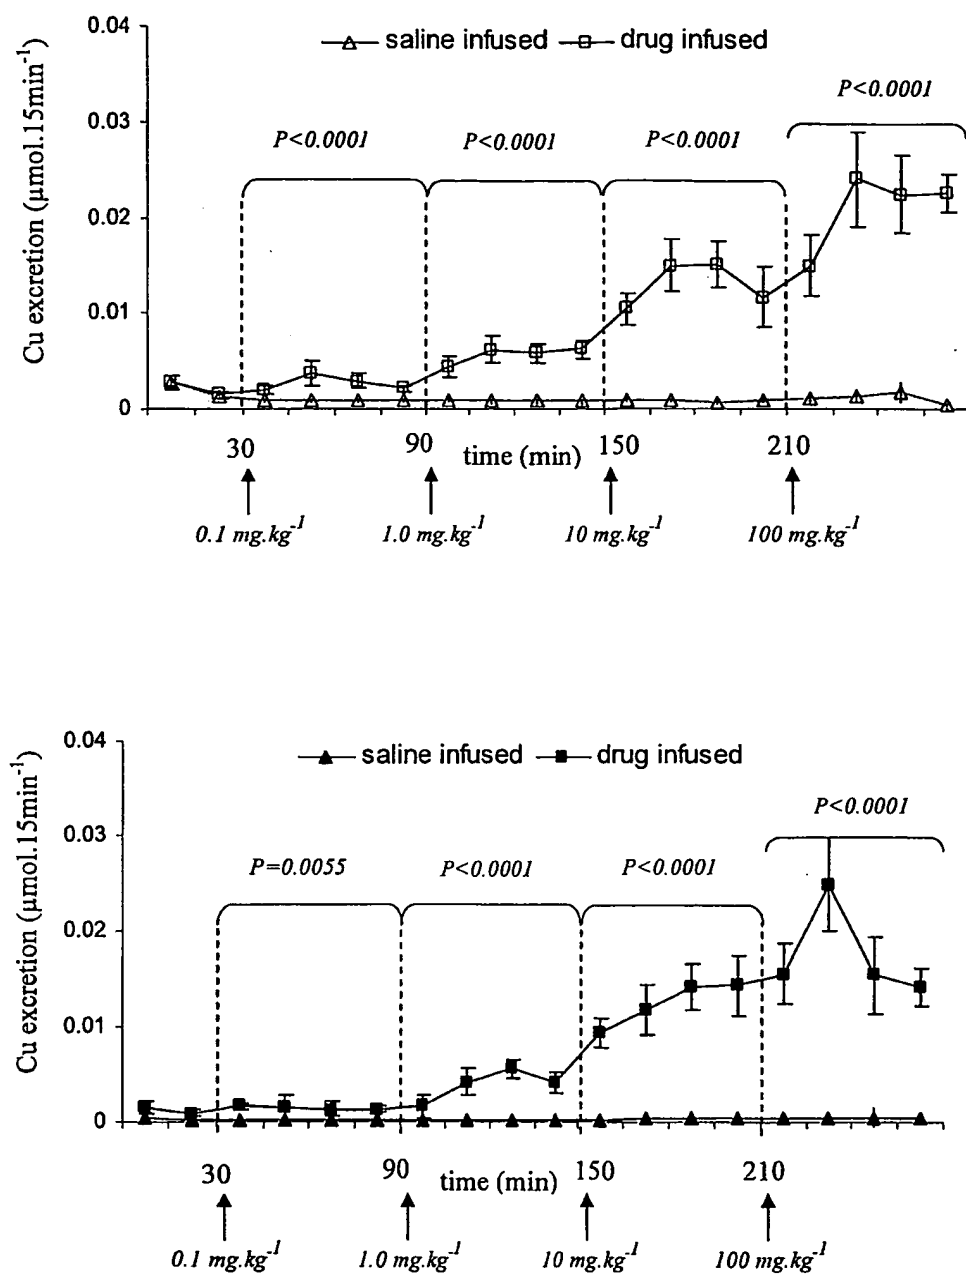 0.04
saline infused drug infused
P<0.0001
0.03
P<0.0001 P<0.0001 P<0.0001
0.02
0.01
0
Cu excretion (µmol.15min⁻¹)
30 90 time (min) 150 210
0.1 mg.kg⁻¹ 1.0 mg.kg⁻¹ 10 mg.kg⁻¹ 100 mg.kg⁻¹
0.04
saline infused drug infused
P<0.0001
0.03
P=0.0055 P<0.0001 P<0.0001
0.02
0.01
0
Cu excretion (µmol.15min⁻¹)
30 90 time (min) 150 210
0.1 mg.kg⁻¹ 1.0 mg.kg⁻¹ 10 mg.kg⁻¹ 100 mg.kg⁻¹